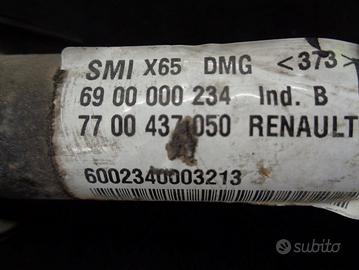 SMI X65 DMG <373>
69 00 000 234 Ind. B
77 00 437 050 RENAULT
6002340003213
subito